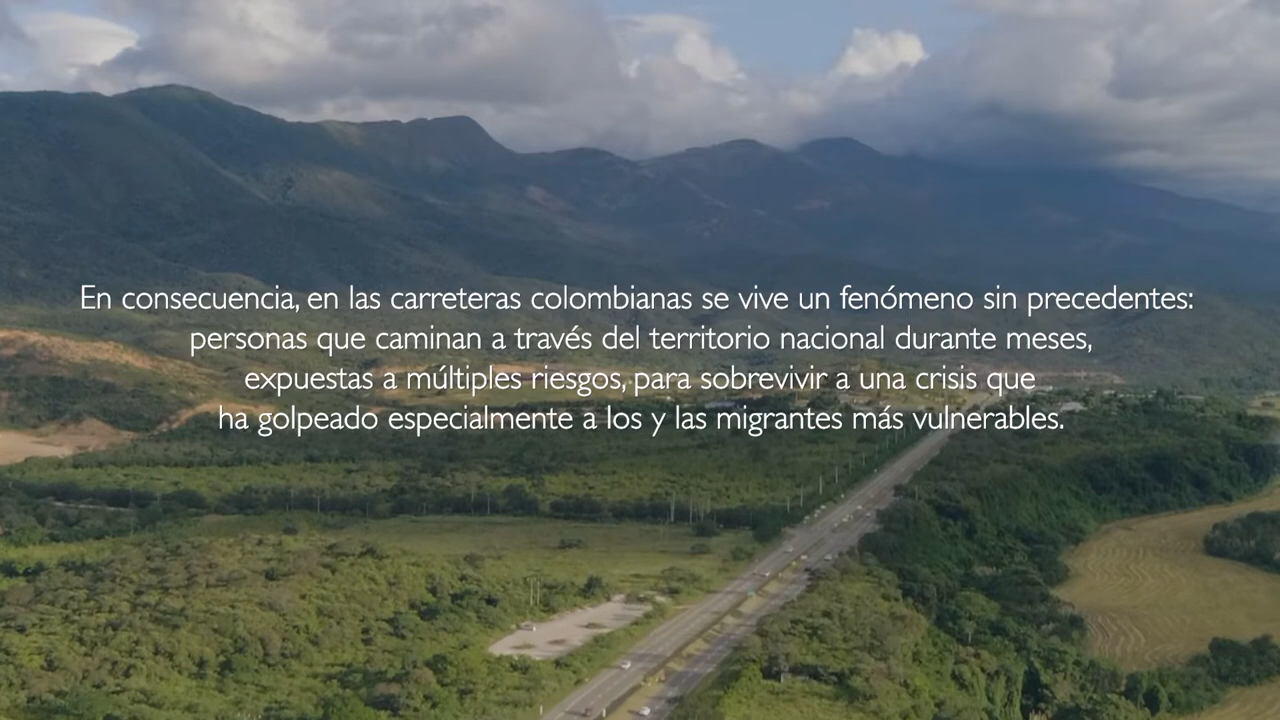 En consecuencia, en las carreteras colombianas se vive un fenómeno sin precedentes:
personas que caminan a través del territorio nacional durante meses,
expuestas a múltiples riesgos, para sobrevivir a una crisis que
ha golpeado especialmente a los y las migrantes más vulnerables.